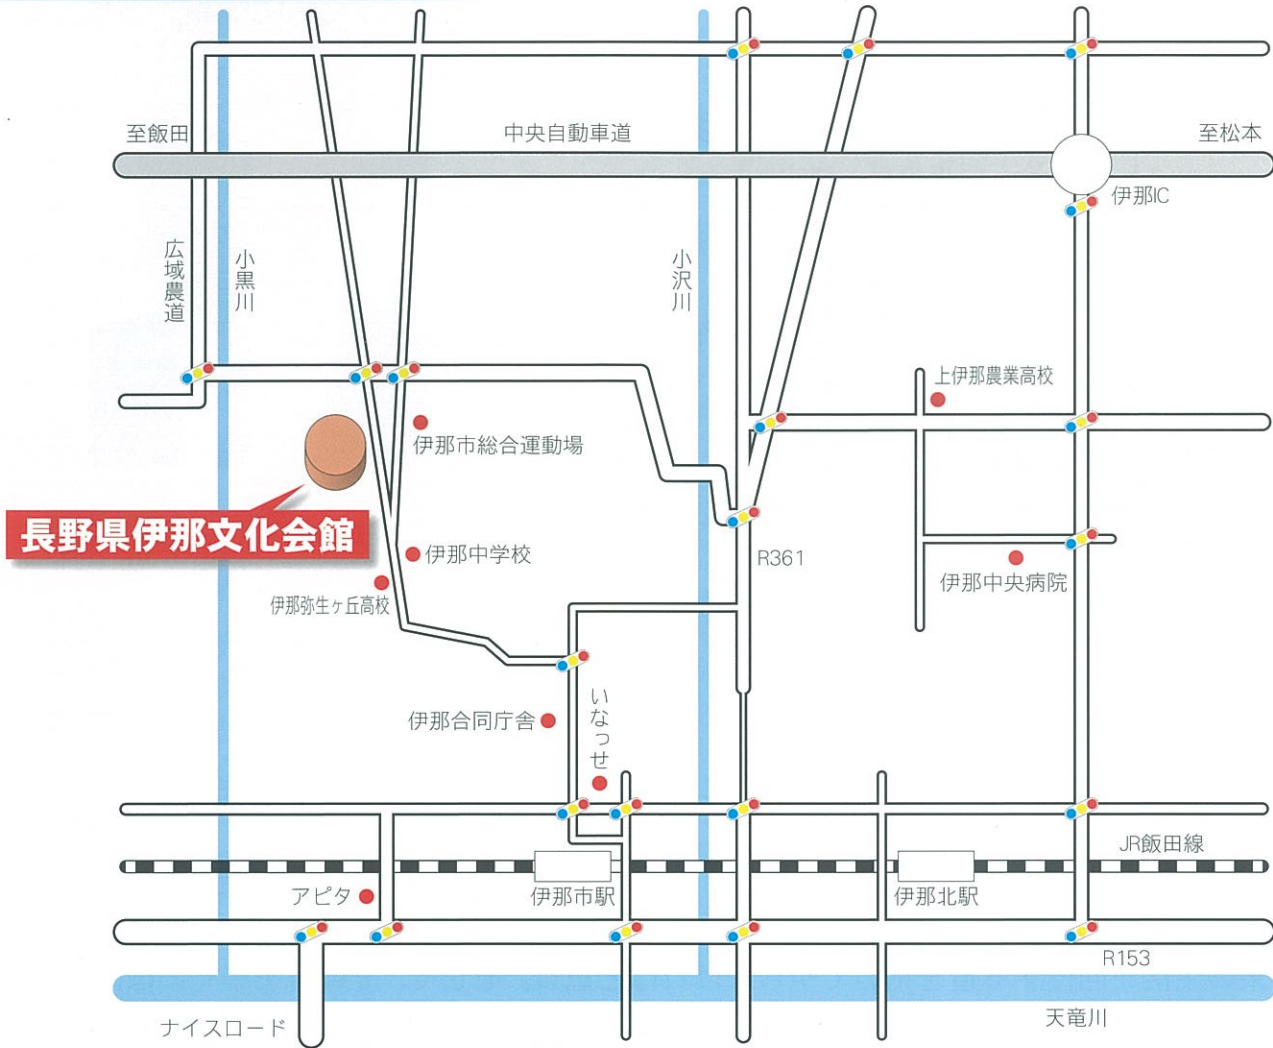 至飯田
中央自動車道
至松本
伊那IC
広域農道
小黒川
小沢川
上伊那農業高校
伊那市総合運動場
長野県伊那文化会館
伊那中学校
R361
伊那中央病院
伊那弥生ヶ丘高校
伊那合同庁舎
いなっせ
JR飯田線
アピタ
伊那市駅
伊那北駅
R153
ナイスロード
天竜川